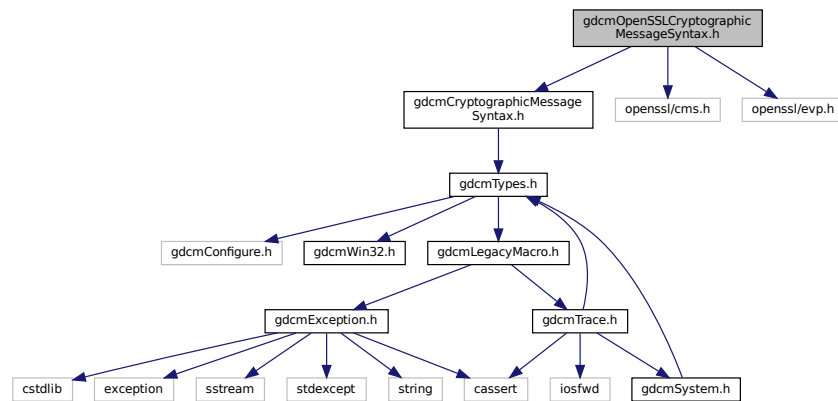 gdcmOpenSSLCryptographic
MessageSyntax.h
gdcmCryptographicMessage
Syntax.h
openssl/cms.h
openssl/evp.h
gdcmTypes.h
gdcmConfigure.h
gdcmWin32.h
gdcmLegacyMacro.h
gdcmException.h
gdcmTrace.h
cstdlib
exception
sstream
stdexcept
string
cassert
iosfwd
gdcmSystem.h